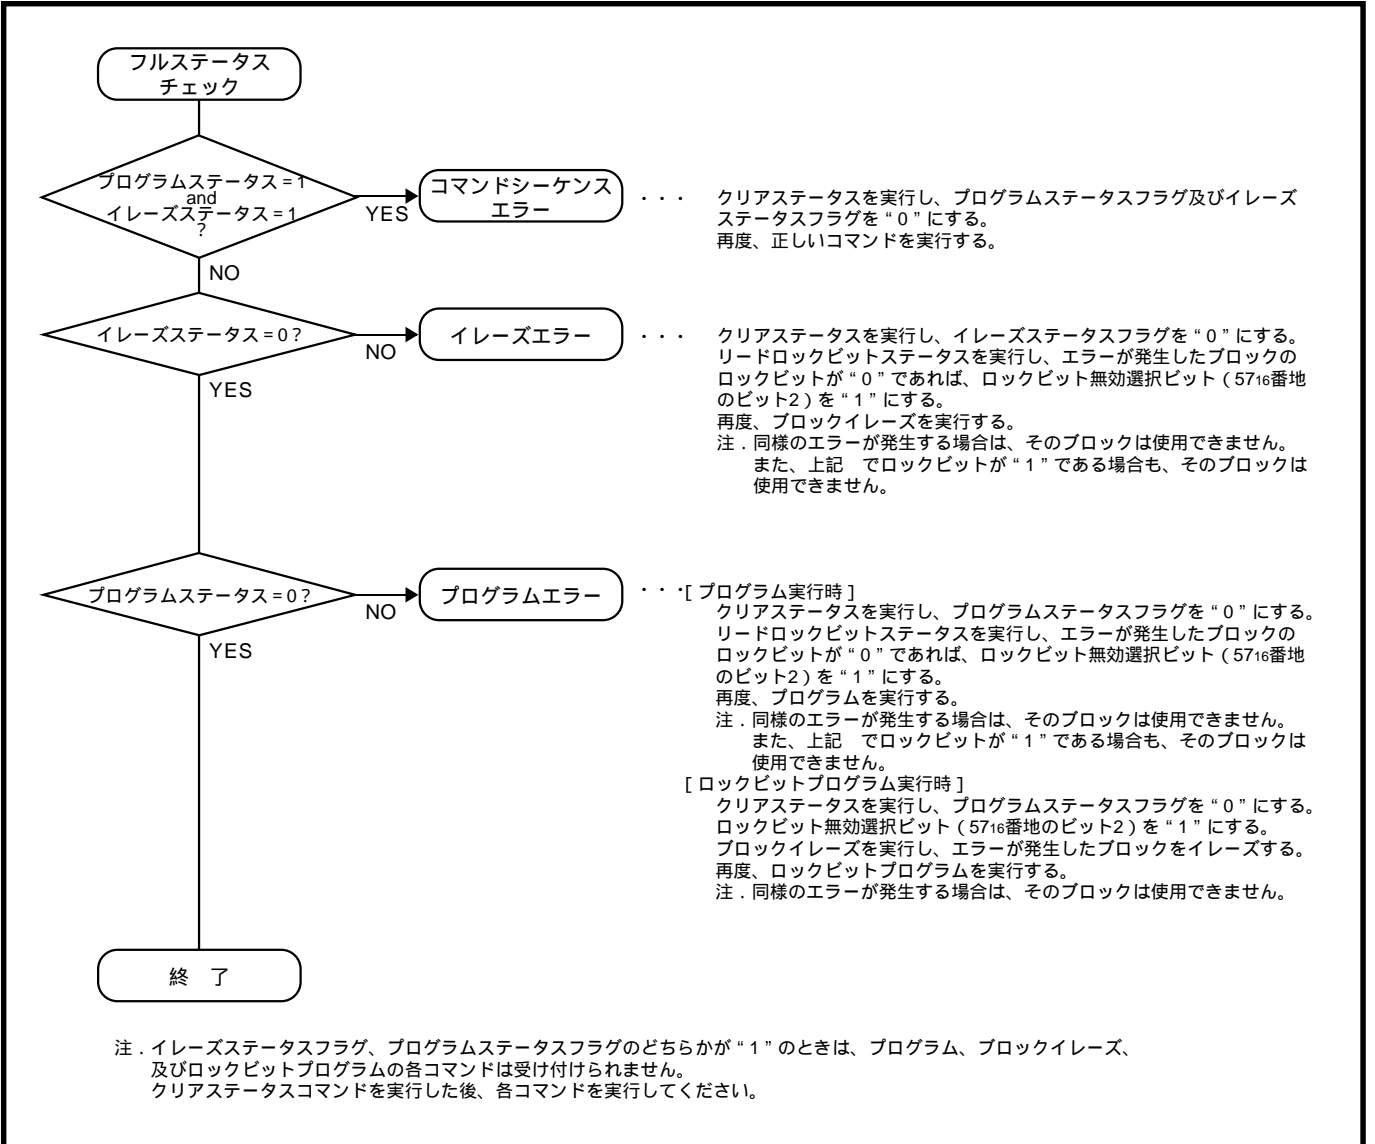 フルステータス
チェック
プログラムステータス=1
and
イレーズステータス=1
?
YES
コマンドシーケンス
エラー
・・・
クリアステータスを実行し、プログラムステータスフラグ及びイレーズ
ステータスフラグを“0”にする。
再度、正しいコマンドを実行する。
NO
イレーズステータス=0?
NO
イレーズエラー
・・・
クリアステータスを実行し、イレーズステータスフラグを“0”にする。
リードロックビットステータスを実行し、エラーが発生したブロックの
ロックビットが“0”であれば、ロックビット無効選択ビット(5716番地
のビット2)を“1”にする。
再度、ブロックイレーズを実行する。
注.同様のエラーが発生する場合は、そのブロックは使用できません。
また、上記 でロックビットが“1”である場合も、そのブロックは
使用できません。
YES
プログラムステータス=0?
NO
プログラムエラー
・・・[プログラム実行時]
クリアステータスを実行し、プログラムステータスフラグを“0”にする。
リードロックビットステータスを実行し、エラーが発生したブロックの
ロックビットが“0”であれば、ロックビット無効選択ビット(5716番地
のビット2)を“1”にする。
再度、プログラムを実行する。
注.同様のエラーが発生する場合は、そのブロックは使用できません。
また、上記 でロックビットが“1”である場合も、そのブロックは
使用できません。
[ロックビットプログラム実行時]
クリアステータスを実行し、プログラムステータスフラグを“0”にする。
ロックビット無効選択ビット(5716番地のビット2)を“1”にする。
ブロックイレーズを実行し、エラーが発生したブロックをイレーズする。
再度、ロックビットプログラムを実行する。
注.同様のエラーが発生する場合は、そのブロックは使用できません。
YES
終 了
注.イレーズステータスフラグ、プログラムステータスフラグのどちらかが“1”のときは、プログラム、ブロックイレーズ、
及びロックビットプログラムの各コマンドは受け付けられません。
クリアステータスコマンドを実行した後、各コマンドを実行してください。